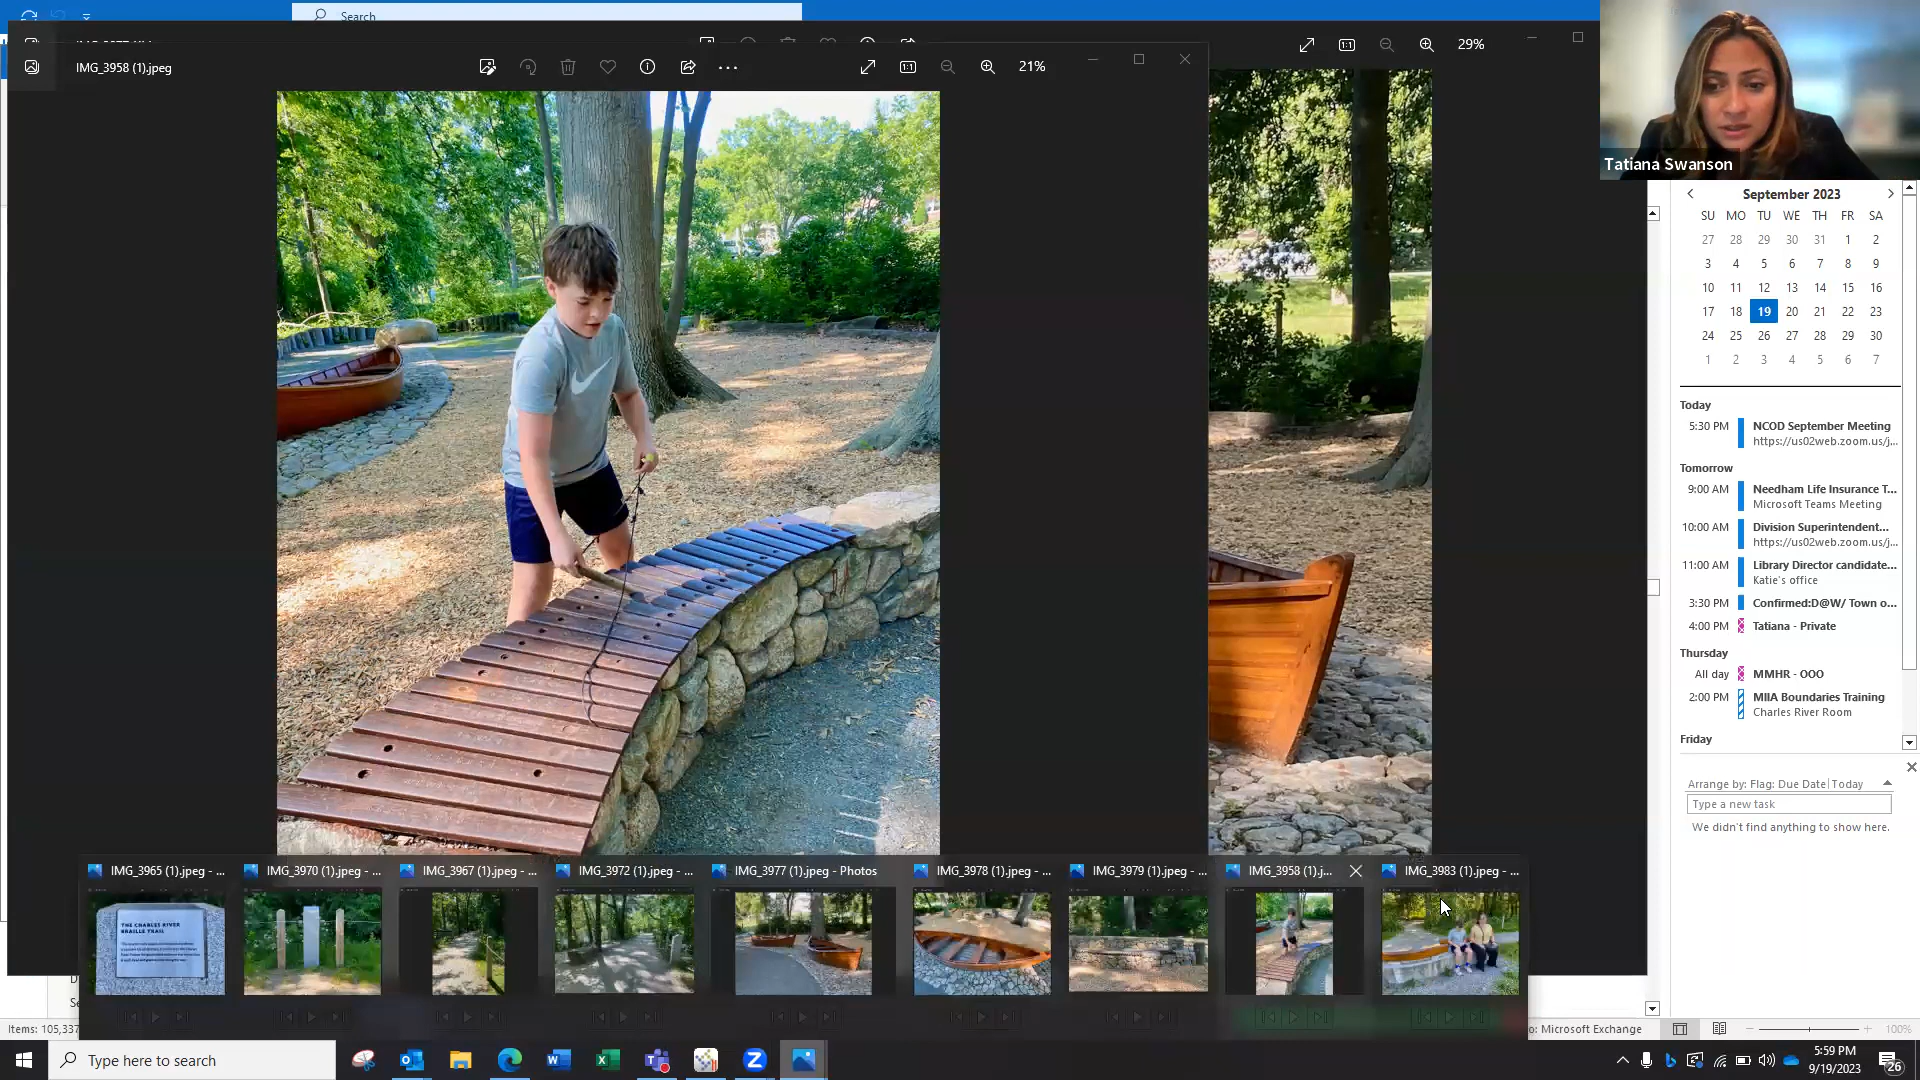 Search
29%
IMG_3958 (1).jpeg
21%
Tatiana Swanson
September 2023
SU MO TU WE TH FR SA
27 28 29 30 31 1 2
3 4 5 6 7 8 9
10 11 12 13 14 15 16
17 18 19 20 21 22 23
24 25 26 27 28 29 30
1 2 3 4 5 6 7
Today
5:30 PM NCOD September Meeting
https://us02web.zoom.us/j...
Tomorrow
9:00 AM Needham Life Insurance T...
Microsoft Teams Meeting
10:00 AM Division Superintendent...
https://us02web.zoom.us/j...
11:00 AM Library Director candidate...
Katie's office
3:30 PM Confirmed:D@W/ Town o...
4:00 PM Tatiana - Private
Thursday
All day MMHR - OOO
2:00 PM MIIA Boundaries Training
Charles River Room
Friday
Arrange by: Flag: Due Date Today
Type a new task
We didn't find anything to show here.
IMG_3965 (1).jpeg - ...
IMG_3970 (1).jpeg - ...
IMG_3967 (1).jpeg - ...
IMG_3972 (1).jpeg - ...
IMG_3977 (1).jpeg - Photos
IMG_3978 (1).jpeg - ...
IMG_3979 (1).jpeg - ...
IMG_3958 (1).j...
IMG_3983 (1).jpeg - ...
THE CHARLES RIVER
BRAILLE TRAIL
Items: 105,337
o: Microsoft Exchange
100%
Type here to search
5:59 PM
9/19/2023
26